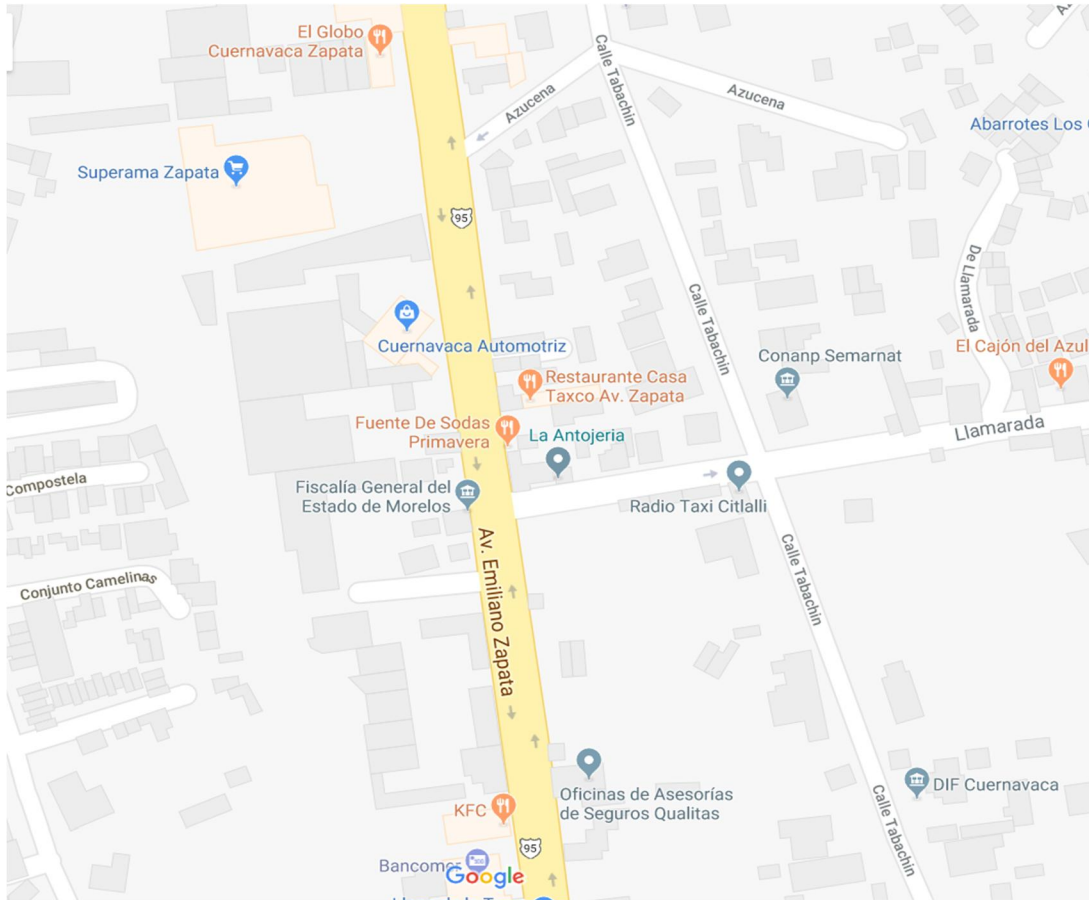 El Globo
Cuernavaca Zapata
Calle Tabachin
Azucena
Azucena
Abarrotes Los
Superama Zapata
95
De Llamarada
Calle Tabachin
Cuernavaca Automotriz
Conanp Semarnat
El Cajón del Azul
Restaurante Casa
Taxco Av. Zapata
Fuente De Sodas
Primavera
La Antojeria
Llamarada
Compostela
Fiscalía General del
Estado de Morelos
Radio Taxi Citlalli
Av. Emiliano Zapata
Calle Tabachin
Conjunto Camelinas
Oficinas de Asesorías
de Seguros Qualitas
DIF Cuernavaca
KFC
Calle Tabachin
95
Bancomer
Google